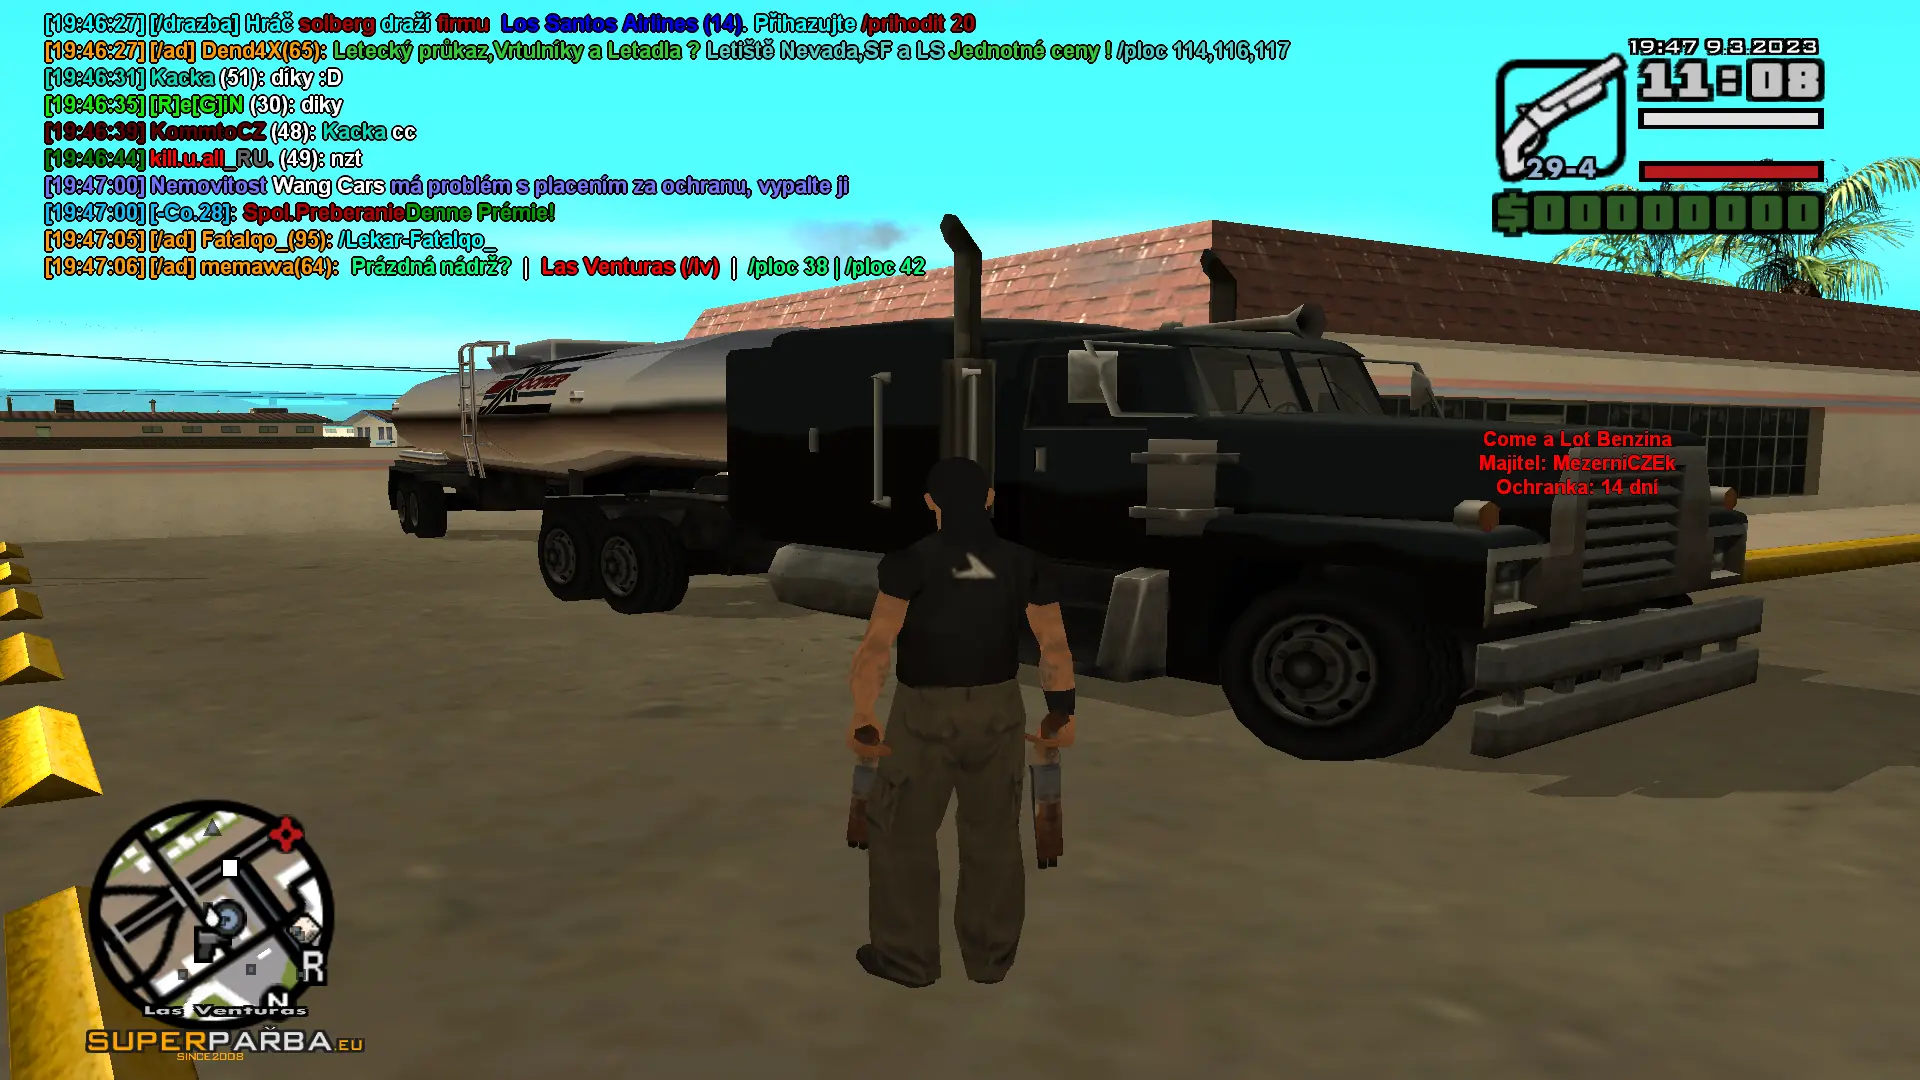 [19:46:27] [/drazba] Hráč solberg draží firmu Los Santos Airlines (14). Přihazujte /prihodit 20
[19:46:27] [/ad] Dend4X(65): Letecký průkaz,Vrtulníky a Letadla ? Letiště Nevada,SF a LS Jednotné ceny ! /ploc 114,116,117
[19:46:31] Kacka (51): díky :D
[19:46:35] [R]e[G]iN (30): diky
[19:46:39] KommtoCZ (48): Kacka cc
[19:46:44] kill.u.all_RU. (49): nzt
[19:47:00] Nemovitost Wang Cars má problém s placením za ochranu, vypalte ji
[19:47:00] [-Co.28]: Spol.PreberanieDenne Prémie!
[19:47:05] [/ad] Fatalqo_(95): /Lekar-Fatalqo_
[19:47:06] [/ad] memawa(64): Prázdná nádrž? | Las Venturas (/lv) | /ploc 38 | /ploc 42
19:47 9.3.2023
11:08
29-4
$00000000
XOOMER
Come a Lot Benzina
Majitel: MezerníCZEk
Ochranka: 14 dní
R
N
Las Venturas
SUPERPAŘBA.EU
SINCE2008